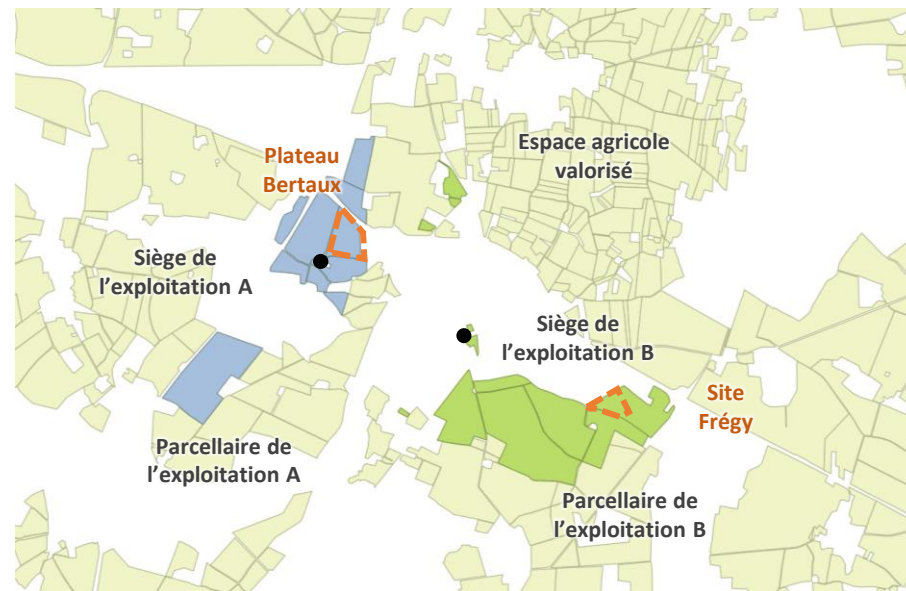 Espace agricole
valorisé
Plateau
Bertaux
Siège de
l'exploitation A
Siège de
l'exploitation B
Site
Frégy
Parcellaire de
l'exploitation A
Parcellaire de
l'exploitation B